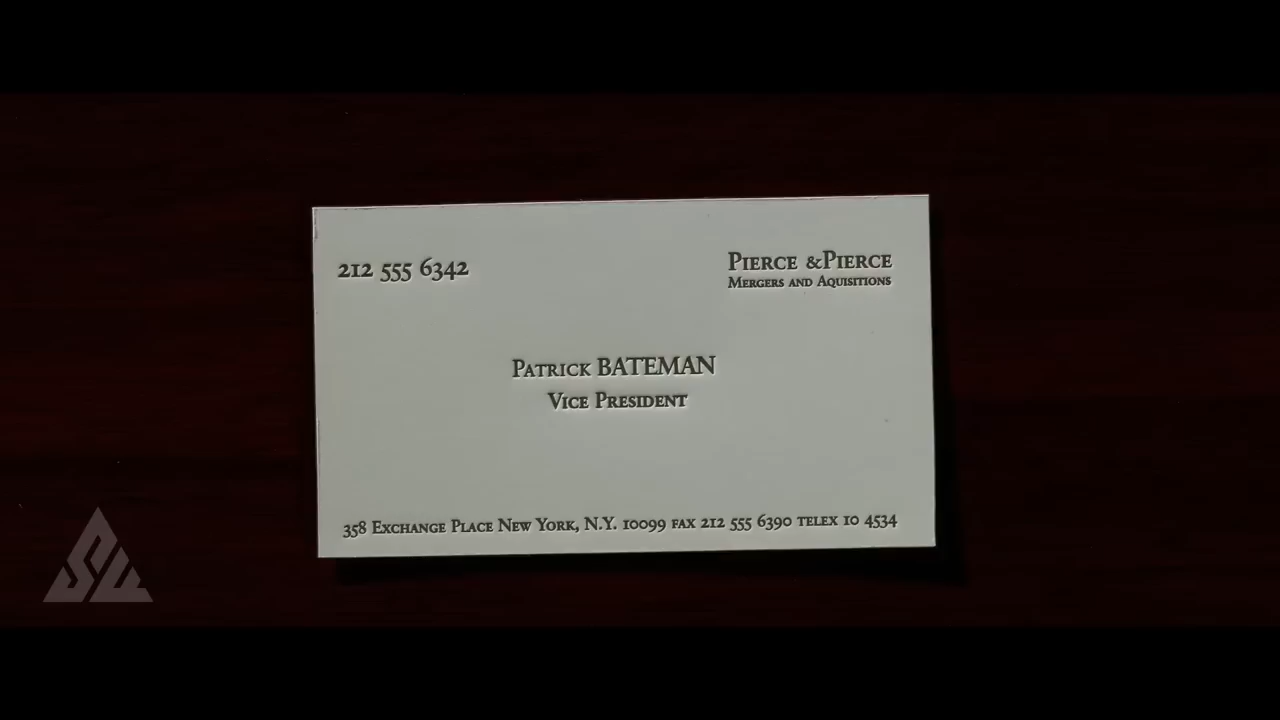 212 555 6342
Pierce &Pierce
Mergers and Aquisitions
Patrick BATEMAN
Vice President
358 Exchange Place New York, N.Y. 10099 fax 212 555 6390 telex 10 4534